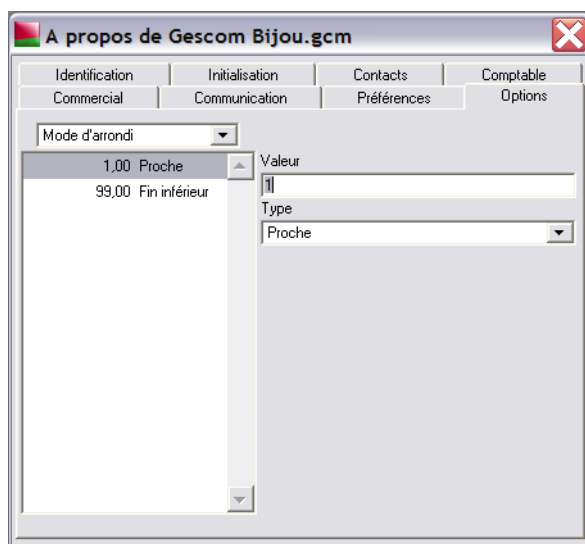 A propos de Gescom Bijou.gcm
Identification Initialisation Contacts Comptable
Commercial Communication Préférences Options
Mode d'arrondi
1,00 Proche
99,00 Fin inférieur
Valeur
1
Type
Proche